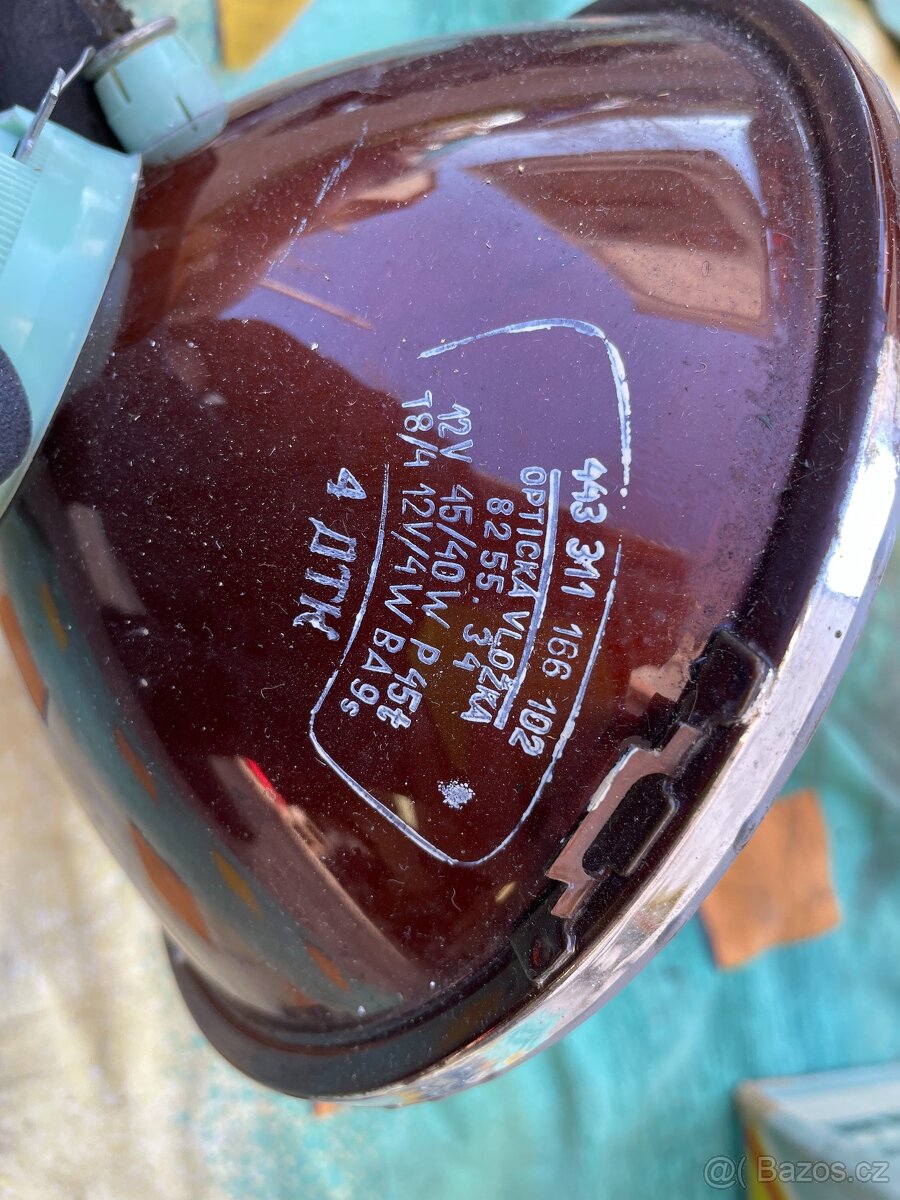 443 311 166 102
OPTICKÁ VLOŽKA
8255 34
12V 45/40W P45t
T8/4 12V/4W BA9s
4 ДТК
@( Bazos.cz